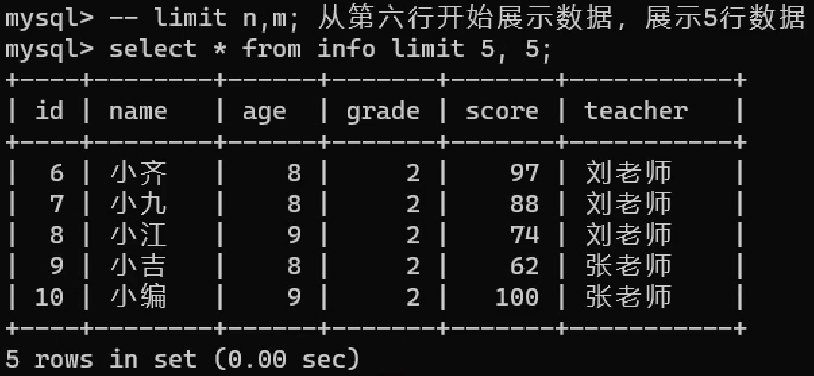 mysql> -- limit n,m; 从第六行开始展示数据, 展示5行数据
mysql> select * from info limit 5, 5;
+----+--------+------+-------+-------+-----------+
| id | name   | age  | grade | score | teacher   |
+----+--------+------+-------+-------+-----------+
|  6 | 小齐   |    8 |     2 |    97 | 刘老师    |
|  7 | 小九   |    8 |     2 |    88 | 刘老师    |
|  8 | 小江   |    9 |     2 |    74 | 刘老师    |
|  9 | 小吉   |    8 |     2 |    62 | 张老师    |
| 10 | 小编   |    9 |     2 |   100 | 张老师    |
+----+--------+------+-------+-------+-----------+
5 rows in set (0.00 sec)